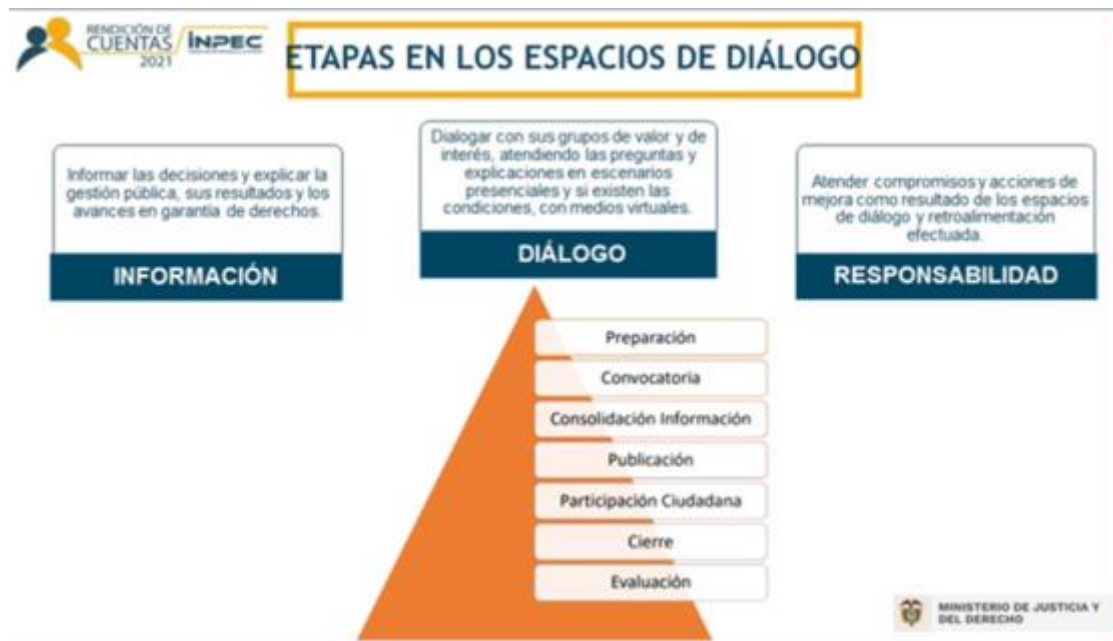 RENDICIÓN DE
CUENTAS
2021
INPEC
ETAPAS EN LOS ESPACIOS DE DIÁLOGO
Informar las decisiones y explicar la
gestión pública, sus resultados y los
avances en garantía de derechos.
INFORMACIÓN
Dialogar con sus grupos de valor y de
interés, atendiendo las preguntas y
explicaciones en escenarios
presenciales y si existen las
condiciones, con medios virtuales.
DIÁLOGO
Atender compromisos y acciones de
mejora como resultado de los espacios
de diálogo y retroalimentación
efectuada.
RESPONSABILIDAD
Preparación
Convocatoria
Consolidación Información
Publicación
Participación Ciudadana
Cierre
Evaluación
MINISTERIO DE JUSTICIA Y
DEL DERECHO